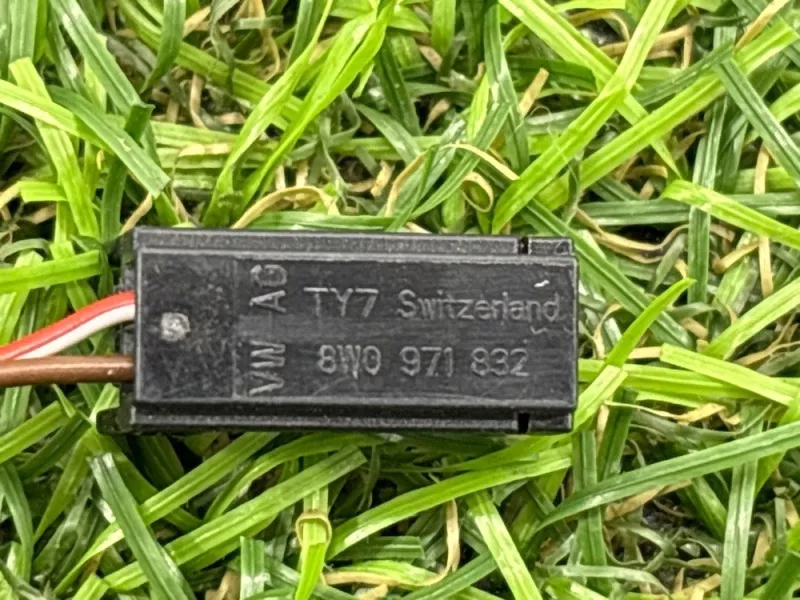 VW AG
TY7 Switzerland
8W0 971 832